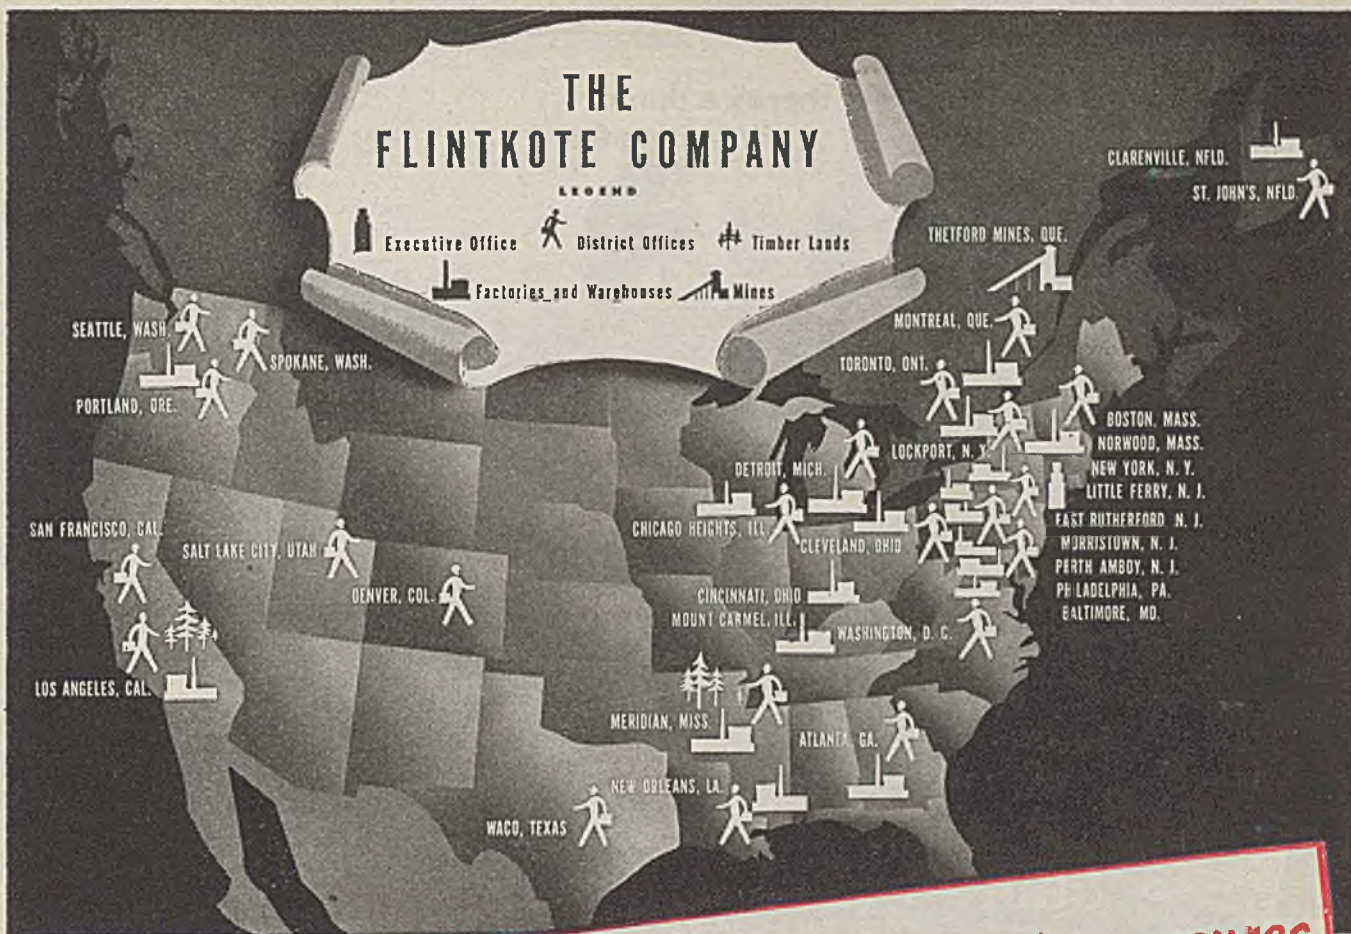 THE
FLINTKOTE COMPANY
LEGEND
Executive Office District Offices Timber Lands
Factories and Warehouses Mines
CLARENVILLE, NFLD.
ST. JOHN'S, NFLD.
THETFORD MINES, QUE.
MONTREAL, QUE.
TORONTO, ONT.
SEATTLE, WASH.
SPOKANE, WASH.
PORTLAND, ORE.
BOSTON, MASS.
NORWOOD, MASS.
LOCKPORT, N. Y.
NEW YORK, N. Y.
LITTLE FERRY, N. J.
EAST RUTHERFORD N. J.
MORRISTOWN, N. J.
PERTH AMBOY, N. J.
PHILADELPHIA, PA.
BALTIMORE, MD.
DETROIT, MICH.
CHICAGO HEIGHTS, ILL.
CLEVELAND, OHIO
SAN FRANCISCO, CAL.
SALT LAKE CITY, UTAH
DENVER, COL.
CINCINNATI, OHIO
MOUNT CARMEL, ILL.
WASHINGTON, D. C.
LOS ANGELES, CAL.
MERIDIAN, MISS.
ATLANTA, GA.
NEW ORLEANS, LA.
WACO, TEXAS